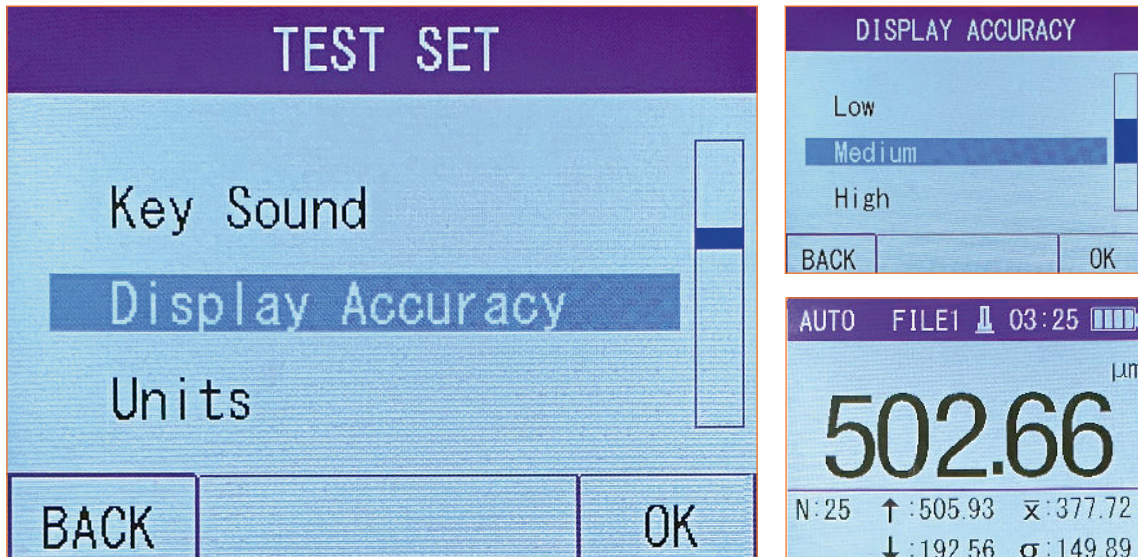 TEST SET
Key Sound
Display Accuracy
Units
BACK OK
DISPLAY ACCURACY
Low
Medium
High
BACK OK
AUTO FILE1 03:25
μm
502.66
N:25 ↑:505.93 x̅:377.72
↓:192.56 σ:149.89